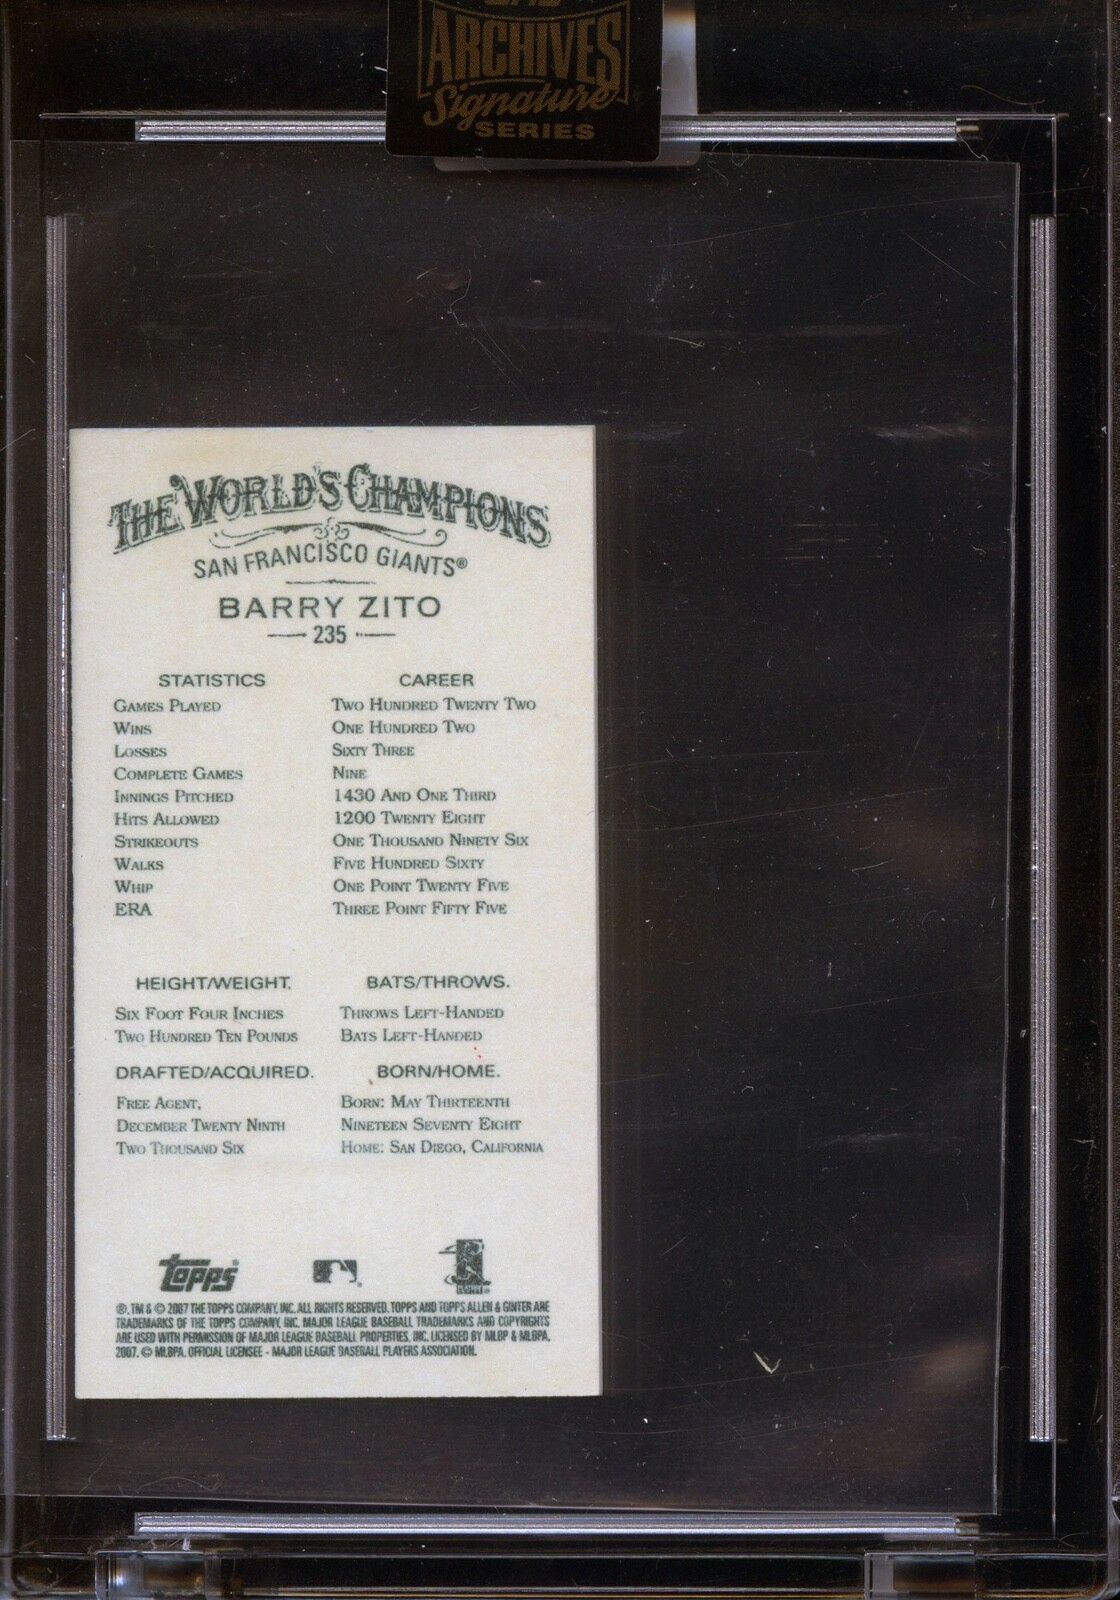 ARCHIVES
Signature
SERIES
THE WORLD'S CHAMPIONS
SAN FRANCISCO GIANTS®
BARRY ZITO
235
STATISTICS CAREER
GAMES PLAYED TWO HUNDRED TWENTY TWO
WINS ONE HUNDRED TWO
LOSSES SIXTY THREE
COMPLETE GAMES NINE
INNINGS PITCHED 1430 AND ONE THIRD
HITS ALLOWED 1200 TWENTY EIGHT
STRIKEOUTS ONE THOUSAND NINETY SIX
WALKS FIVE HUNDRED SIXTY
WHIP ONE POINT TWENTY FIVE
ERA THREE POINT FIFTY FIVE
HEIGHT/WEIGHT. BATS/THROWS.
SIX FOOT FOUR INCHES THROWS LEFT-HANDED
TWO HUNDRED TEN POUNDS BATS LEFT-HANDED
DRAFTED/ACQUIRED. BORN/HOME.
FREE AGENT, BORN: MAY THIRTEENTH
DECEMBER TWENTY NINTH NINETEEN SEVENTY EIGHT
TWO THOUSAND SIX HOME: SAN DIEGO, CALIFORNIA
Topps
®, TM & © 2007 THE TOPPS COMPANY, INC. ALL RIGHTS RESERVED. TOPPS AND TOPPS ALLEN & GINTER ARE
TRADEMARKS OF THE TOPPS COMPANY, INC. MAJOR LEAGUE BASEBALL TRADEMARKS AND COPYRIGHTS
ARE USED WITH PERMISSION OF MAJOR LEAGUE BASEBALL PROPERTIES, INC. LICENSED BY MLBP & MLBPA.
2007. © MLBPA. OFFICIAL LICENSEE - MAJOR LEAGUE BASEBALL PLAYERS ASSOCIATION.